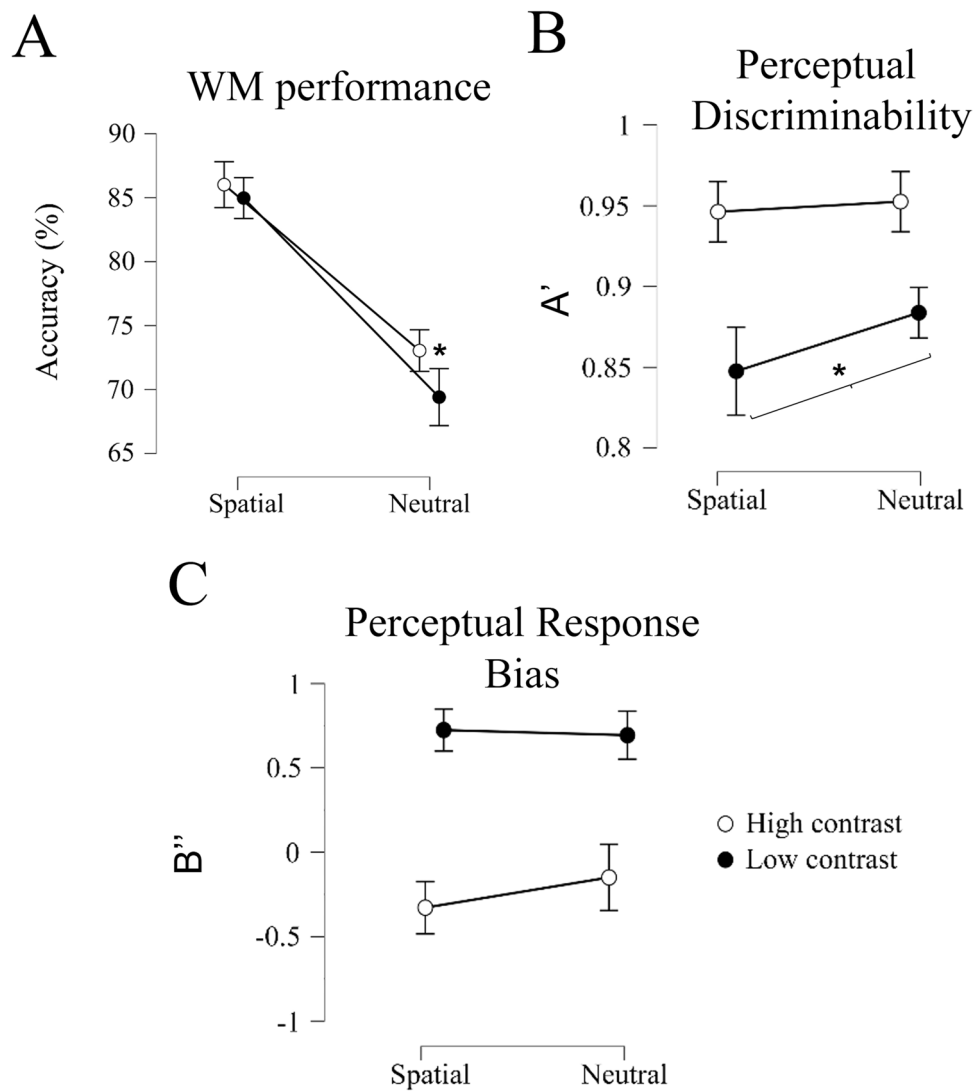 A
WM performance
90
85
80
75
70
65
Accuracy (%)
*
Spatial
Neutral
B
Perceptual
Discriminability
1
0.95
0.9
0.85
0.8
A’
*
Spatial
Neutral
C
Perceptual Response
Bias
1
0.5
0
-0.5
-1
B”
Spatial
Neutral
High contrast
Low contrast